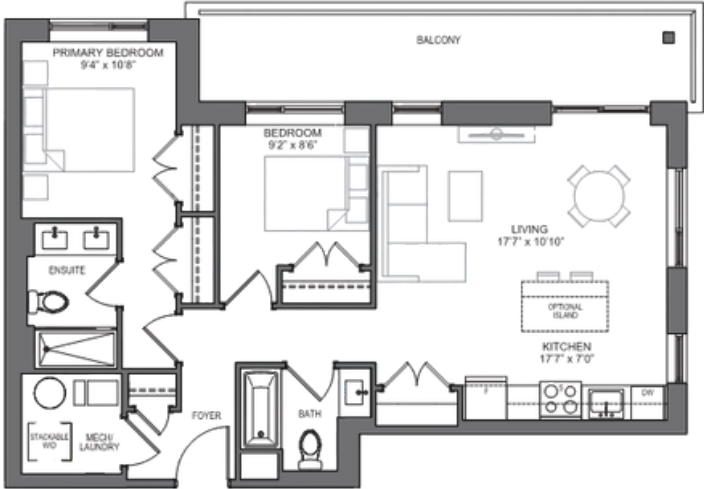 BALCONY
PRIMARY BEDROOM
9'4" x 10'8"
BEDROOM
9'2" x 8'6"
LIVING
17'7" x 10'10"
ENSUITE
OPTIONAL
ISLAND
KITCHEN
17'7" x 7'0"
F
S
DW
FOYER
BATH
STACKABLE
W/D
MECH/
LAUNDRY